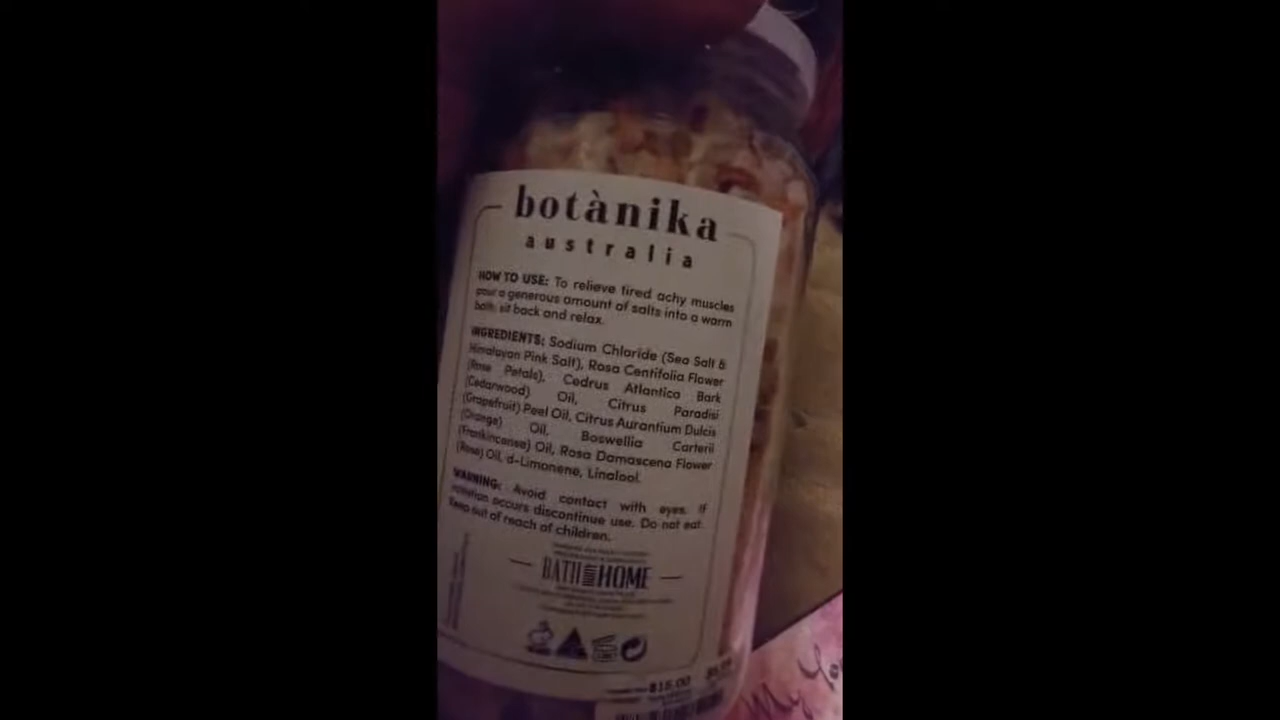 botànika
australia
HOW TO USE: To relieve tired achy muscles
pour a generous amount of salts into a warm
bath, sit back and relax.
INGREDIENTS: Sodium Chloride (Sea Salt &
Himalayan Pink Salt), Rosa Centifolia Flower
(Rose Petals), Cedrus Atlantica Bark
(Cedarwood) Oil, Citrus Paradisi
(Grapefruit) Peel Oil, Citrus Aurantium Dulcis
(Orange) Oil, Boswellia Carterii
(Frankincense) Oil, Rosa Damascena Flower
(Rose) Oil, d-Limonene, Linalool.
WARNING: Avoid contact with eyes. If
irritation occurs discontinue use. Do not eat.
Keep out of reach of children.
BATH HOME
$15.00
My